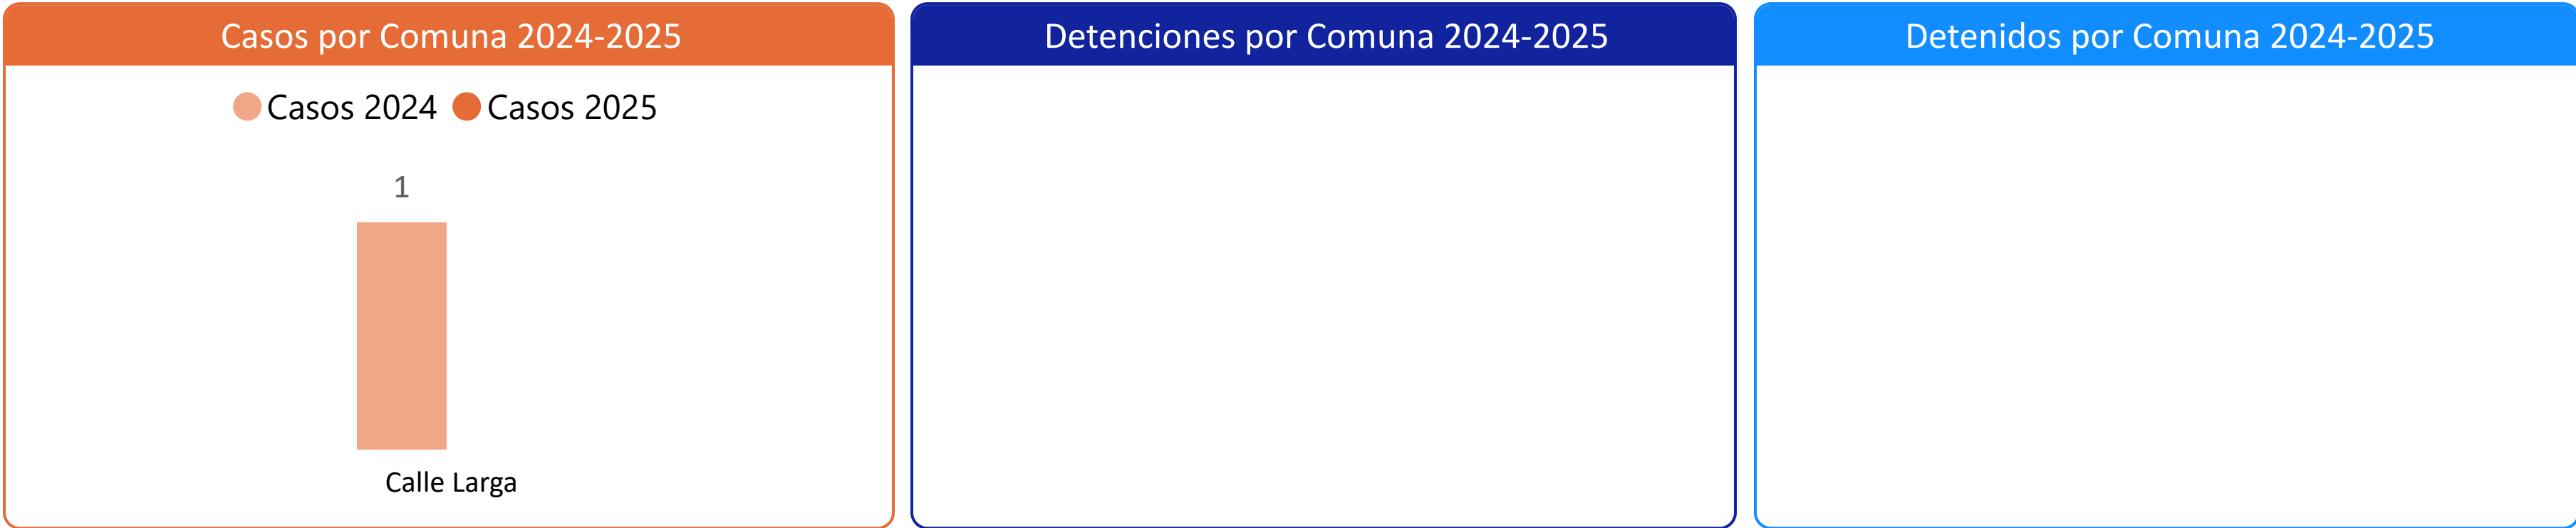 Casos por Comuna 2024-2025
Casos 2024 Casos 2025
1
Calle Larga
Detenciones por Comuna 2024-2025
Detenidos por Comuna 2024-2025